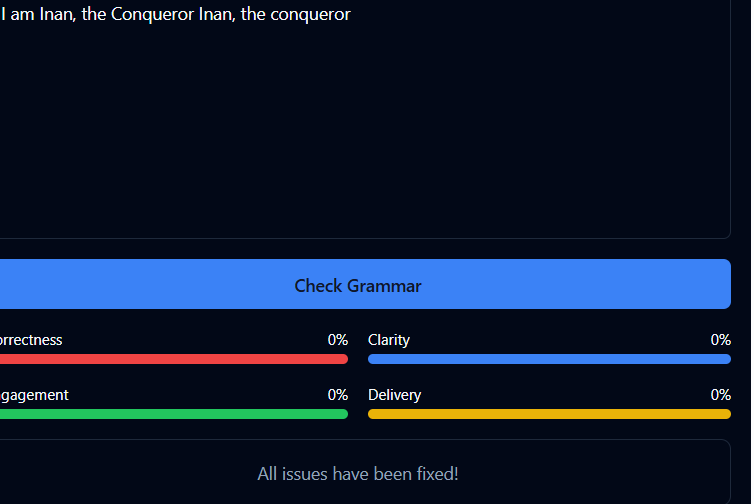 I am Inan, the Conqueror Inan, the conqueror
Check Grammar
orrectness 0% Clarity 0%
gagement 0% Delivery 0%
All issues have been fixed!